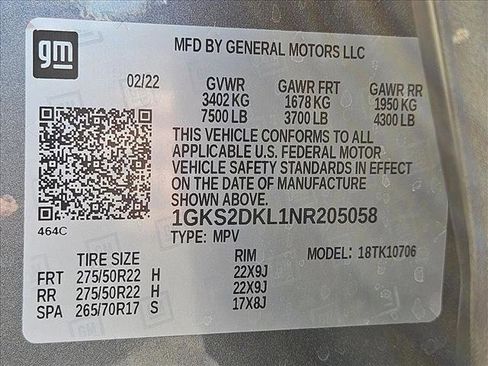 gm
MFD BY GENERAL MOTORS LLC
02/22 GVWR GAWR FRT GAWR RR
3402 KG 1678 KG 1950 KG
7500 LB 3700 LB 4300 LB
THIS VEHICLE CONFORMS TO ALL
APPLICABLE U.S. FEDERAL MOTOR
VEHICLE SAFETY STANDARDS IN EFFECT
ON THE DATE OF MANUFACTURE
SHOWN ABOVE.
1GKS2DKL1NR205058
464C
TYPE: MPV MODEL: 18TK10706
TIRE SIZE RIM
FRT 275/50R22 H 22X9J
RR 275/50R22 H 22X9J
SPA 265/70R17 S 17X8J